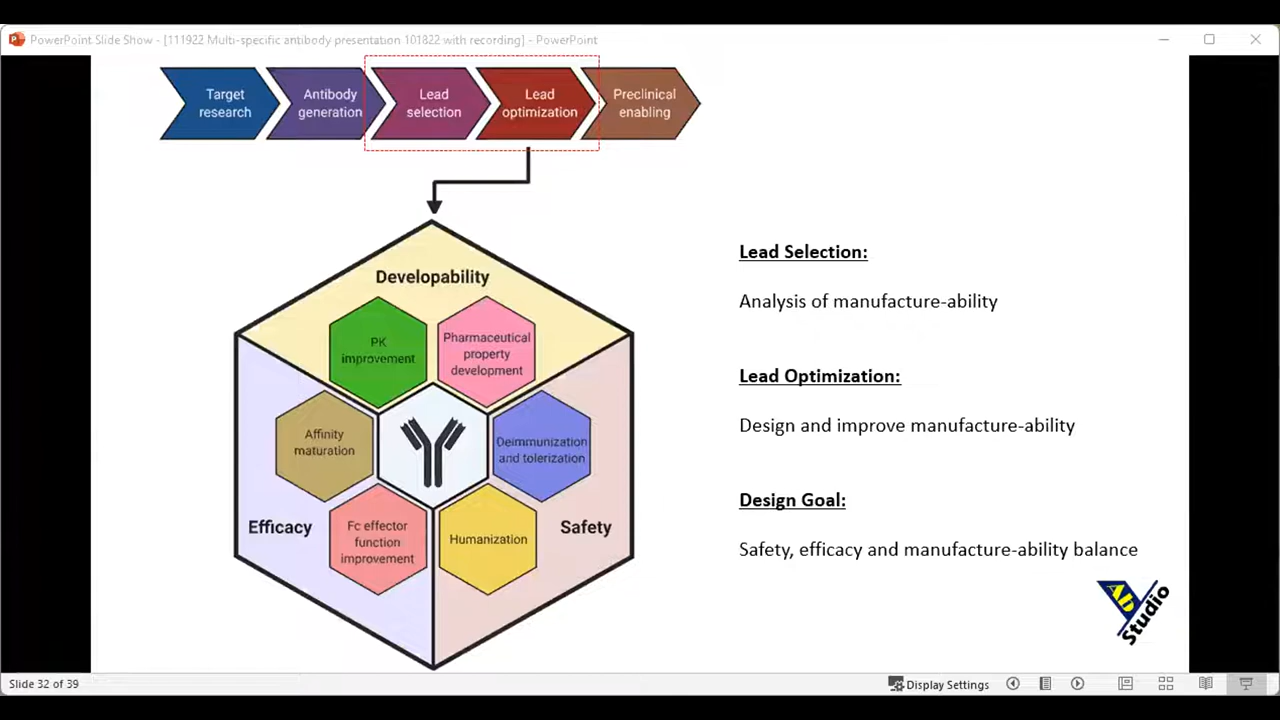 PowerPoint Slide Show - [111922 Multi-specific antibody presentation 101822 with recording] - PowerPoint
Target
research
Antibody
generation
Lead
selection
Lead
optimization
Preclinical
enabling
Developability
PK
improvement
Pharmaceutical
property
development
Affinity
maturation
Deimmunization
and tolerization
Efficacy
Fc effector
function
improvement
Humanization
Safety
Lead Selection:
Analysis of manufacture-ability
Lead Optimization:
Design and improve manufacture-ability
Design Goal:
Safety, efficacy and manufacture-ability balance
Ab
Studio
Slide 32 of 39
Display Settings